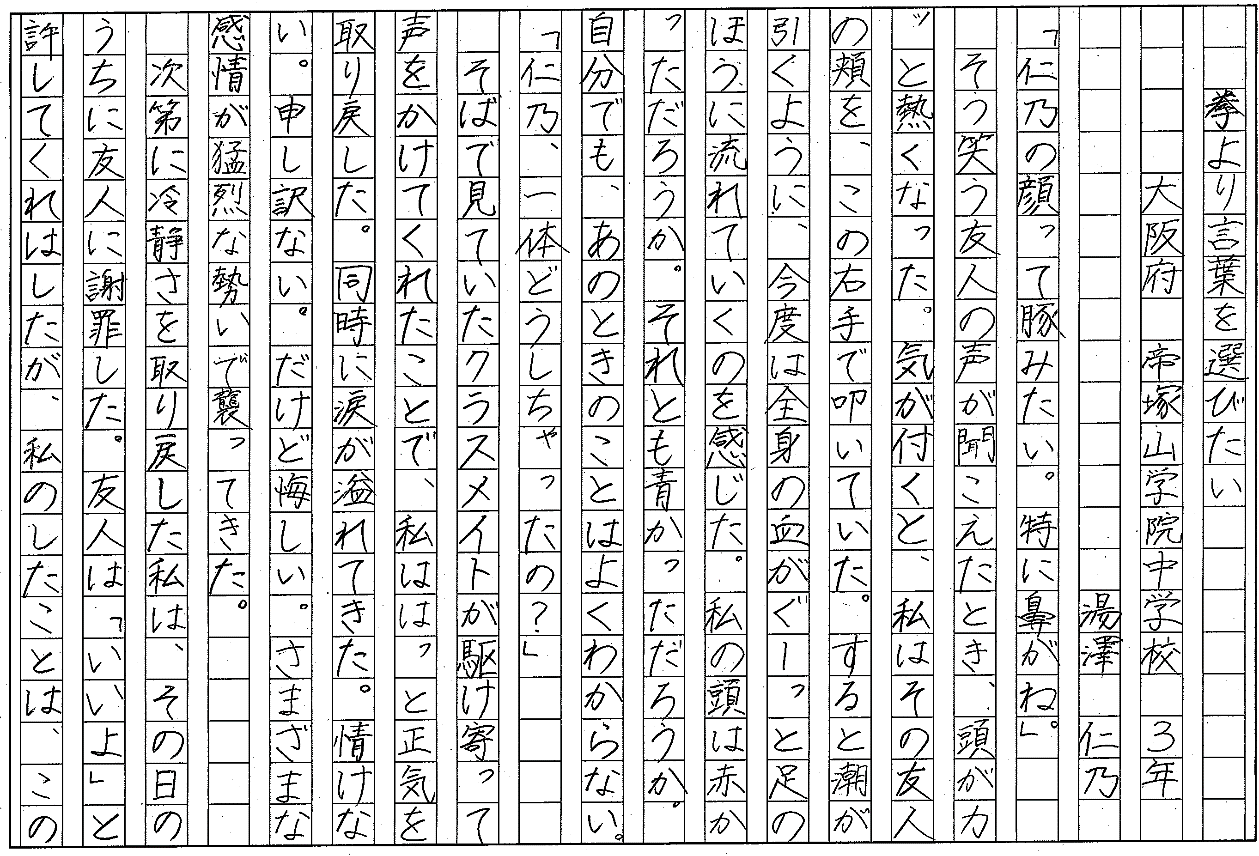 拳より言葉を選びたい
大阪府　帝塚山学院中学校　3年
湯澤　仁乃
「仁乃の顔って豚みたい。特に鼻がね。」
そう笑う友人の声が聞こえたとき、頭がカ
ッと熱くなった。気が付くと、私はその友人
の頬を、この右手で叩いていた。すると潮が
引くように、今度は全身の血がぐーっと足の
ほうに流れていくのを感じた。私の頭は赤か
っただろうか。それとも青かっただろうか。
自分でも、あのときのことはよくわからない。
「仁乃、一体どうしちゃったの？」
そばで見ていたクラスメイトが駆け寄って
声をかけてくれたことで、私ははっと正気を
取り戻した。同時に涙が溢れてきた。情けな
い。申し訳ない。だけど悔しい。さまざまな
感情が猛烈な勢いで襲ってきた。
次第に冷静さを取り戻した私は、その日の
うちに友人に謝罪した。友人は「いいよ」と
許してくれはしたが、私のしたことは、この